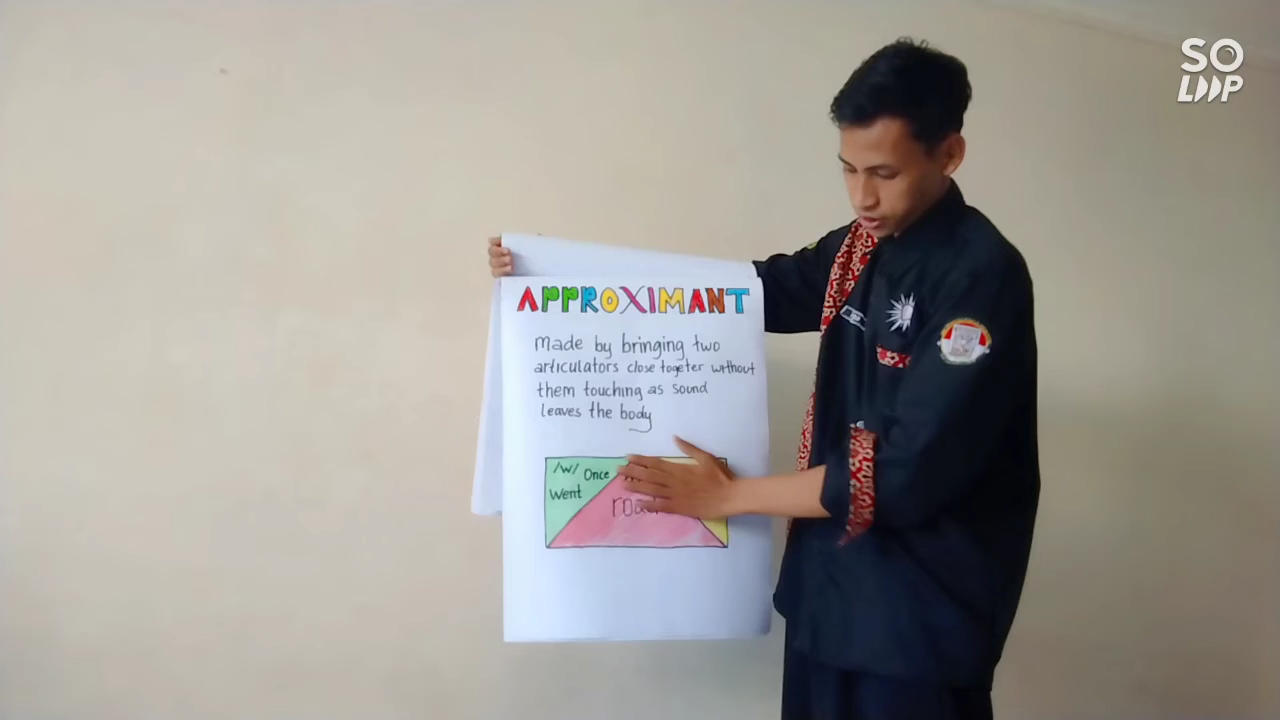 SO
LOOP
APPROXIMANT
Made by bringing two
articulators close togeter without
them touching as sound
leaves the body
/w/ Once
Went